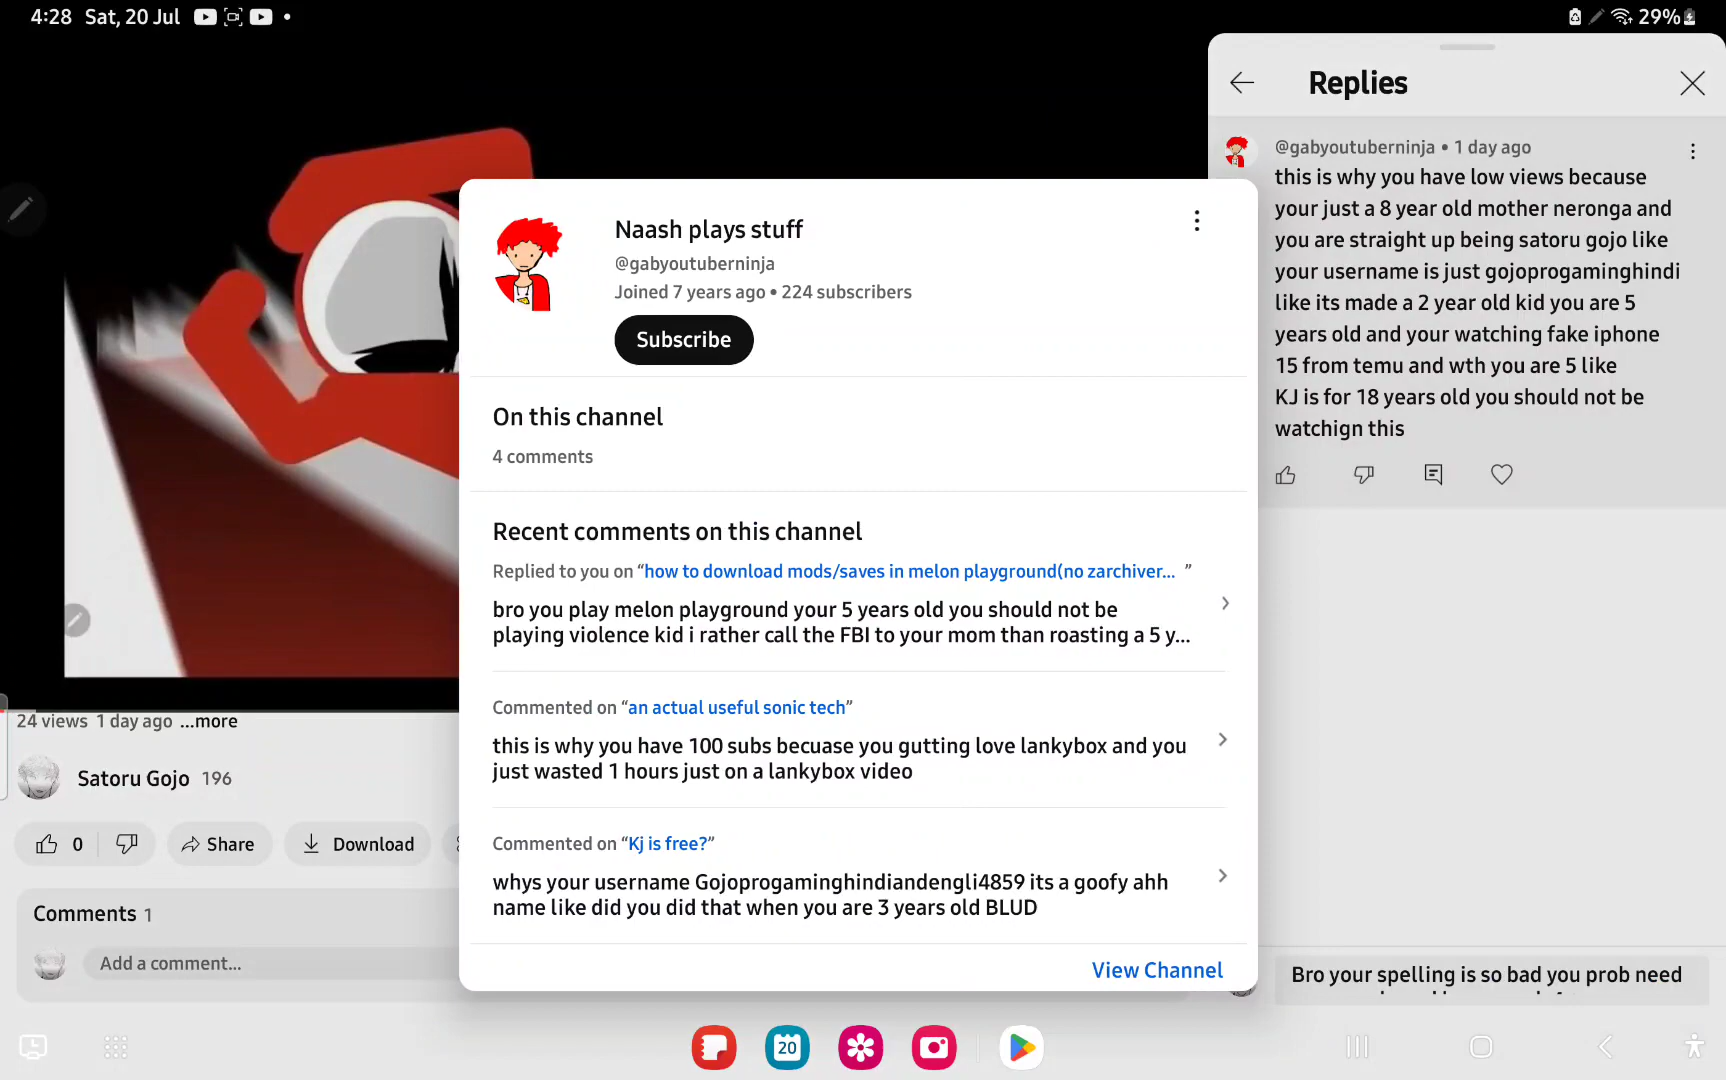 4:28 Sat, 20 Jul
29%
Replies
@gabyoutuberninja • 1 day ago
this is why you have low views because
your just a 8 year old mother neronga and
you are straight up being satoru gojo like
your username is just gojoprogaminghindi
like its made a 2 year old kid you are 5
years old and your watching fake iphone
15 from temu and wth you are 5 like
KJ is for 18 years old you should not be
watchign this
Naash plays stuff
@gabyoutuberninja
Joined 7 years ago • 224 subscribers
Subscribe
On this channel
4 comments
Recent comments on this channel
Replied to you on “how to download mods/saves in melon playground(no zarchiver... ”
bro you play melon playground your 5 years old you should not be
playing violence kid i rather call the FBI to your mom than roasting a 5 y...
Commented on “an actual useful sonic tech”
this is why you have 100 subs becuase you gutting love lankybox and you
just wasted 1 hours just on a lankybox video
Commented on “Kj is free?”
whys your username Gojoprogaminghindiandengli4859 its a goofy ahh
name like did you did that when you are 3 years old BLUD
View Channel
24 views 1 day ago ...more
Satoru Gojo 196
0
Share
Download
Comments 1
Add a comment...
Bro your spelling is so bad you prob need
20